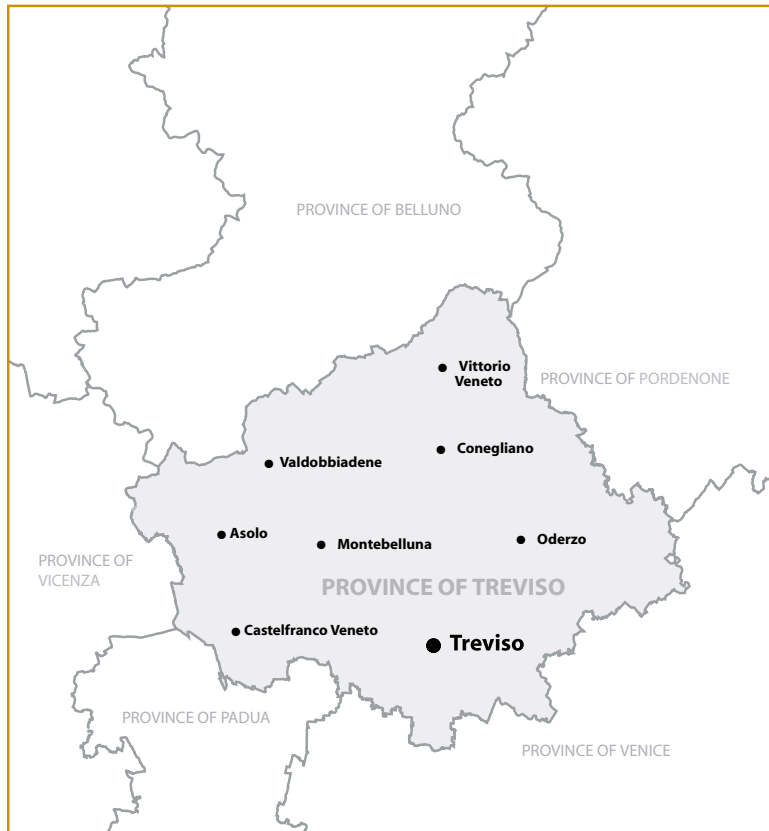 PROVINCE OF BELLUNO
Vittorio
Veneto
PROVINCE OF PORDENONE
Conegliano
Valdobbiadene
Asolo
Montebelluna
Oderzo
PROVINCE OF
VICENZA
PROVINCE OF TREVISO
Castelfranco Veneto
Treviso
PROVINCE OF PADUA
PROVINCE OF VENICE